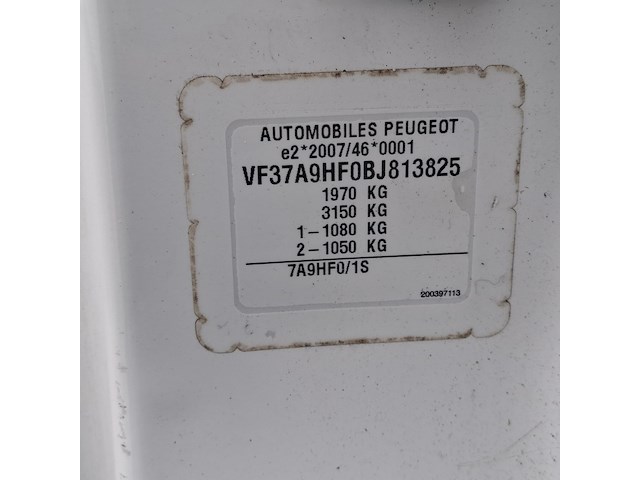 AUTOMOBILES PEUGEOT
e2*2007/46*0001
VF37A9HF0BJ813825
1970 KG
3150 KG
1-1080 KG
2-1050 KG
7A9HF0/1S
200397113